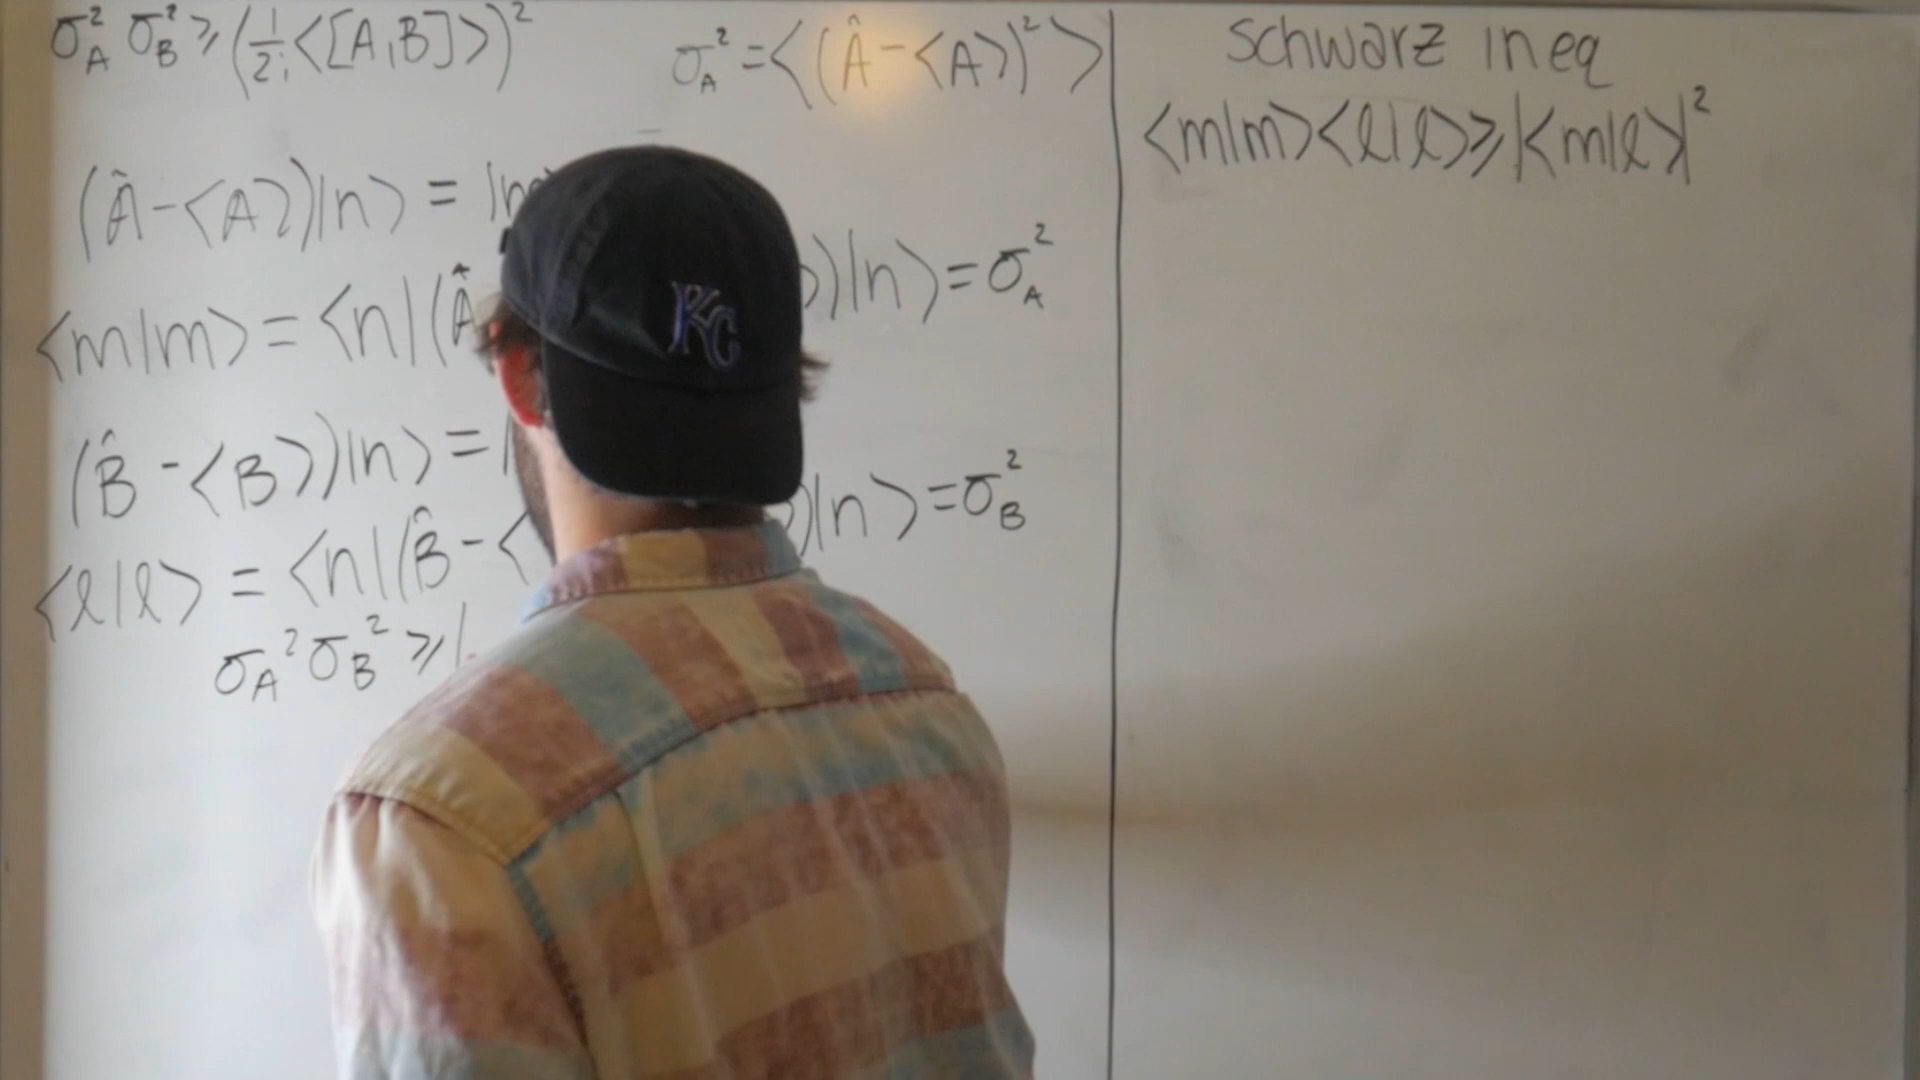 σ_A² σ_B² ≥ (1/2i <[A,B]>)²
σ_A² = <(Â - <A>)²>
(Â - <A>)|n> = |m
<m|m> = <n|(Â
)|n> = σ_A²
(B̂ - <B>)|n> = |
<l|l> = <n|(B̂ - <
)|n> = σ_B²
σ_A² σ_B² ≥ |
Schwarz ineq
<m|m><l|l> ≥ |<m|l>|²
KC